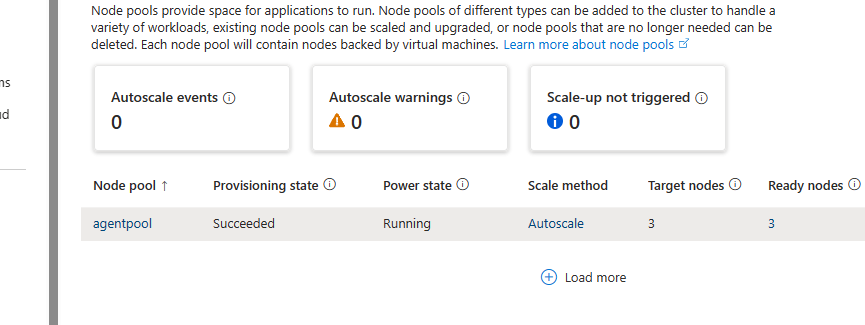 Node pools provide space for applications to run. Node pools of different types can be added to the cluster to handle a
variety of workloads, existing node pools can be scaled and upgraded, or node pools that are no longer needed can be
deleted. Each node pool will contain nodes backed by virtual machines. Learn more about node pools
Autoscale events
0
Autoscale warnings
0
Scale-up not triggered
0
Node pool ↑ Provisioning state Power state Scale method Target nodes Ready nodes
agentpool Succeeded Running Autoscale 3 3
Load more